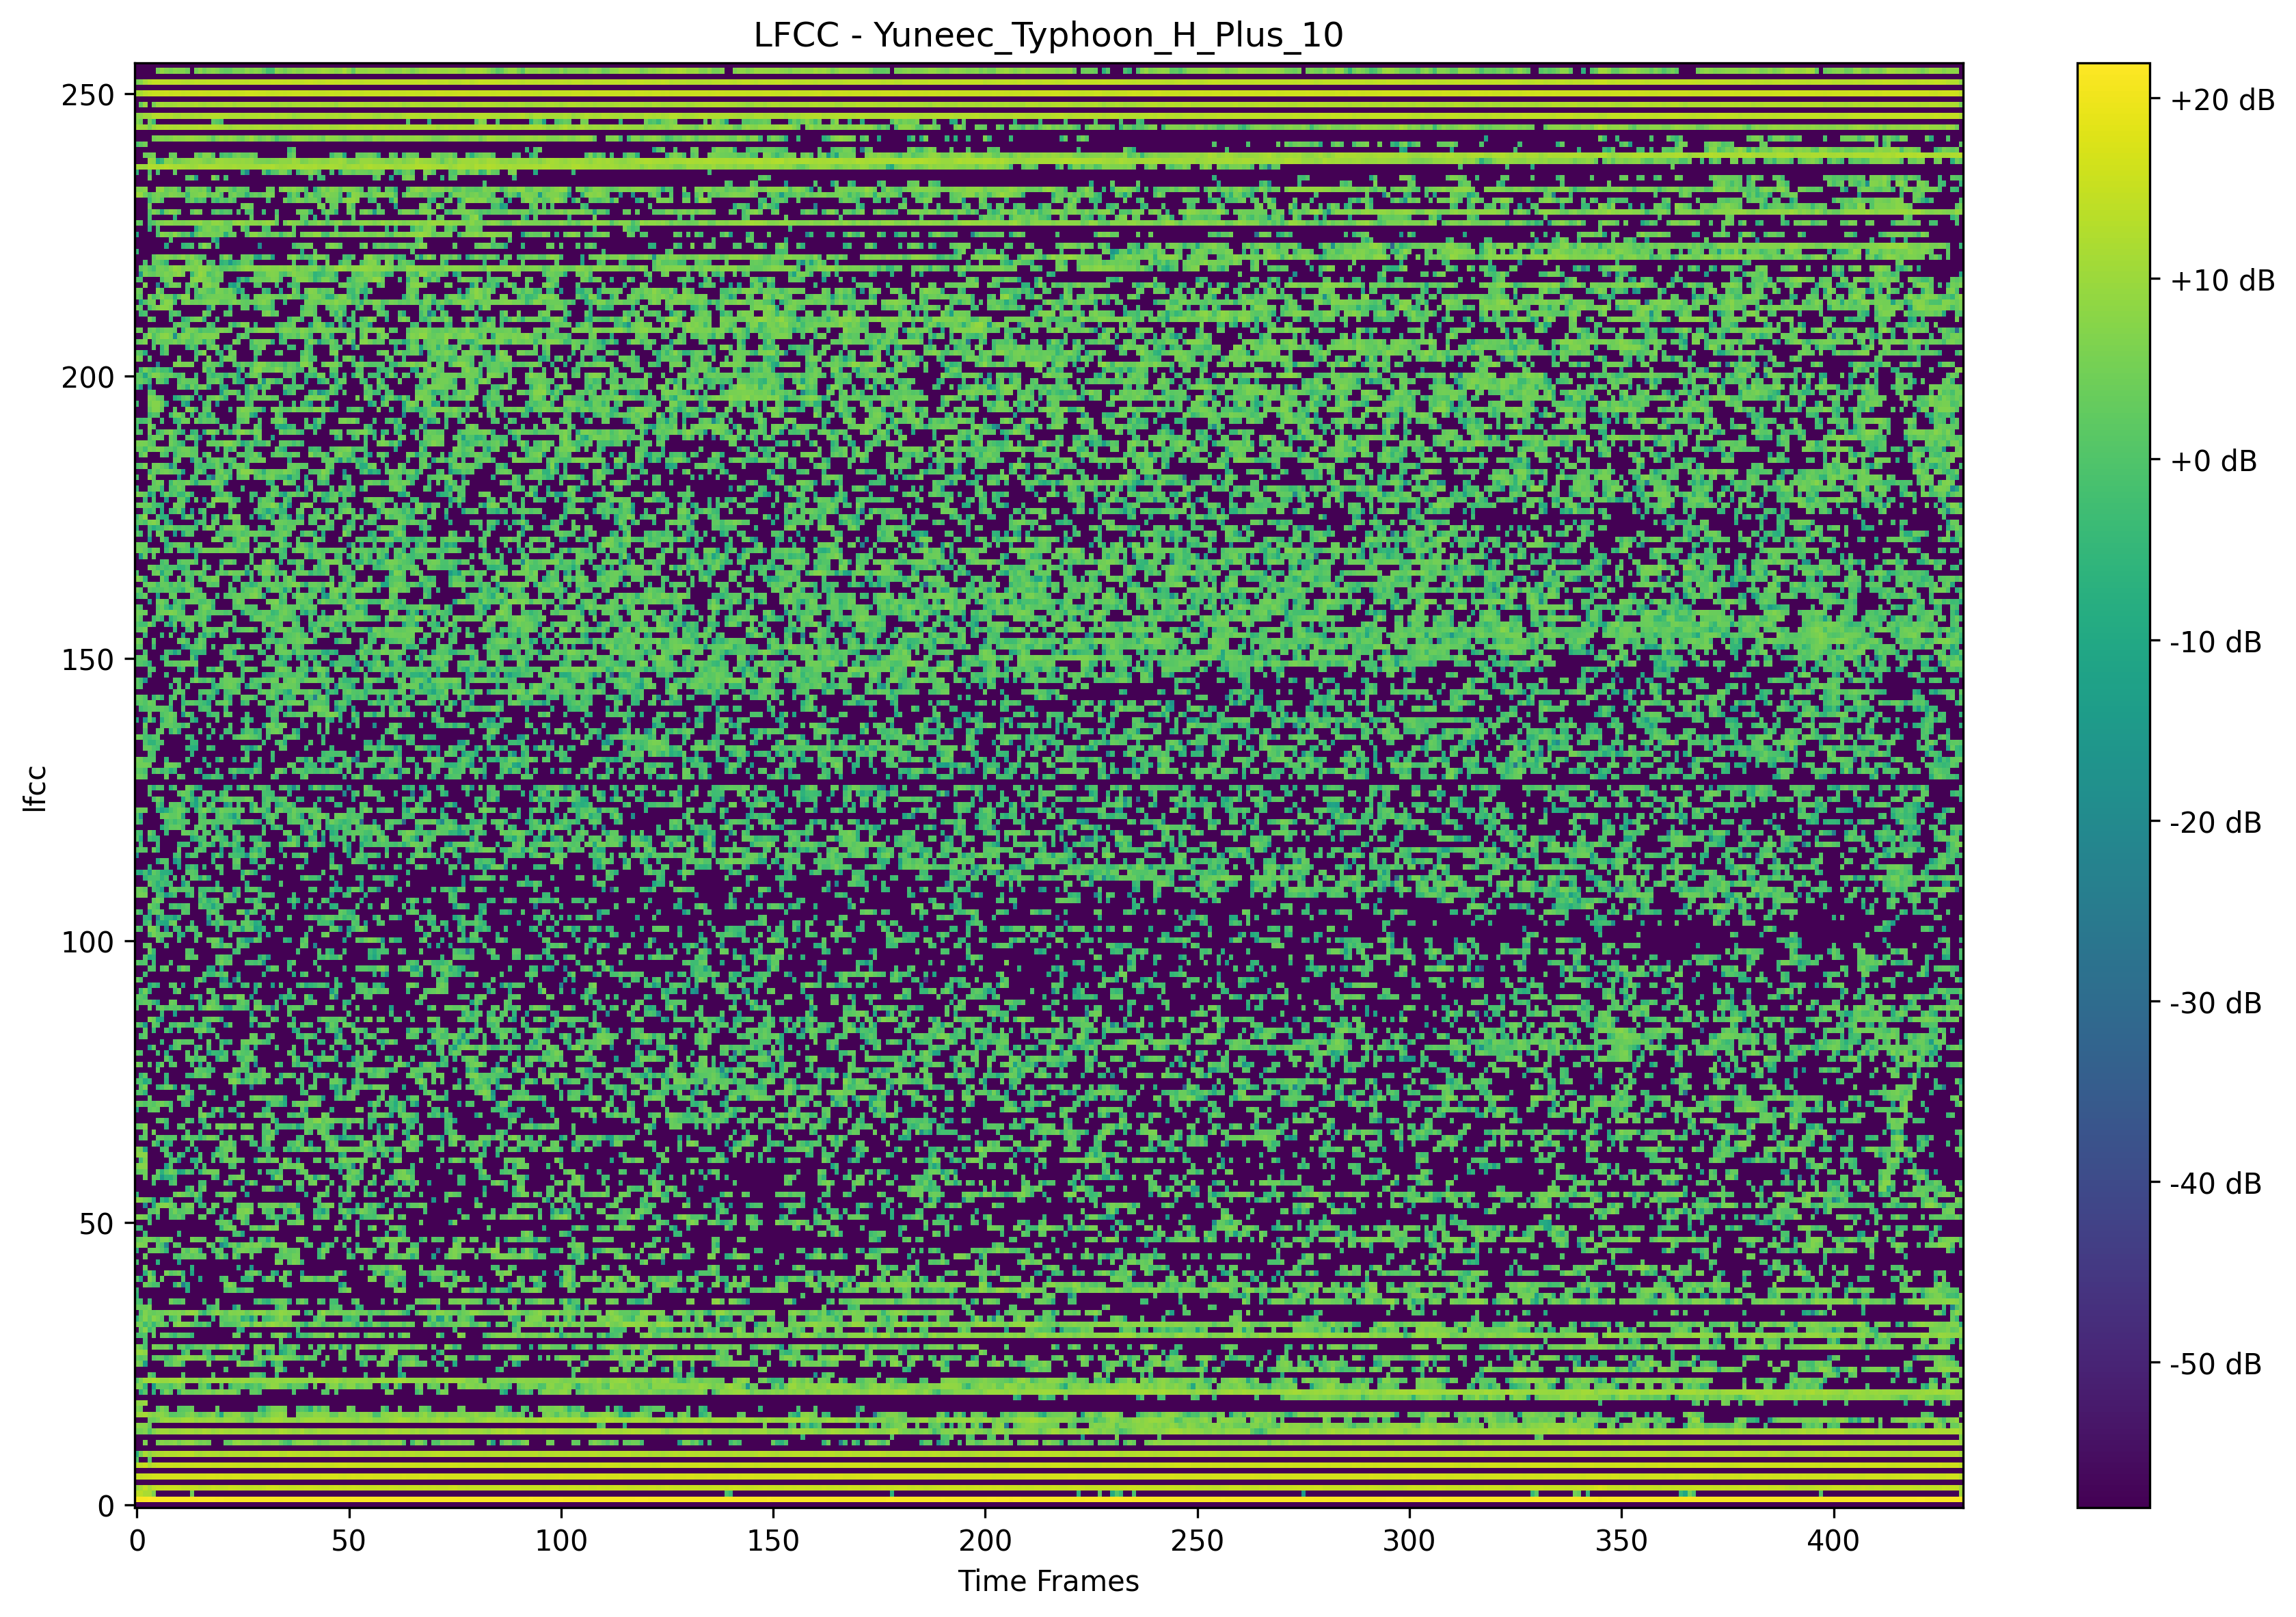 LFCC - Yuneec_Typhoon_H_Plus_10
250
200
150
100
50
0
lfcc
0 50 100 150 200 250 300 350 400
Time Frames
+20 dB
+10 dB
+0 dB
-10 dB
-20 dB
-30 dB
-40 dB
-50 dB